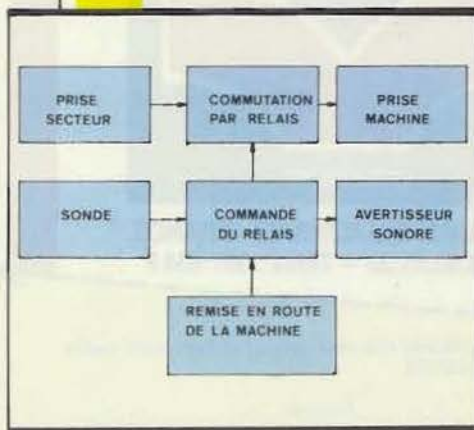 PRISE
SECTEUR
COMMUTATION
PAR RELAIS
PRISE
MACHINE
SONDE
COMMANDE
DU RELAIS
AVERTISSEUR
SONORE
REMISE EN ROUTE
DE LA MACHINE